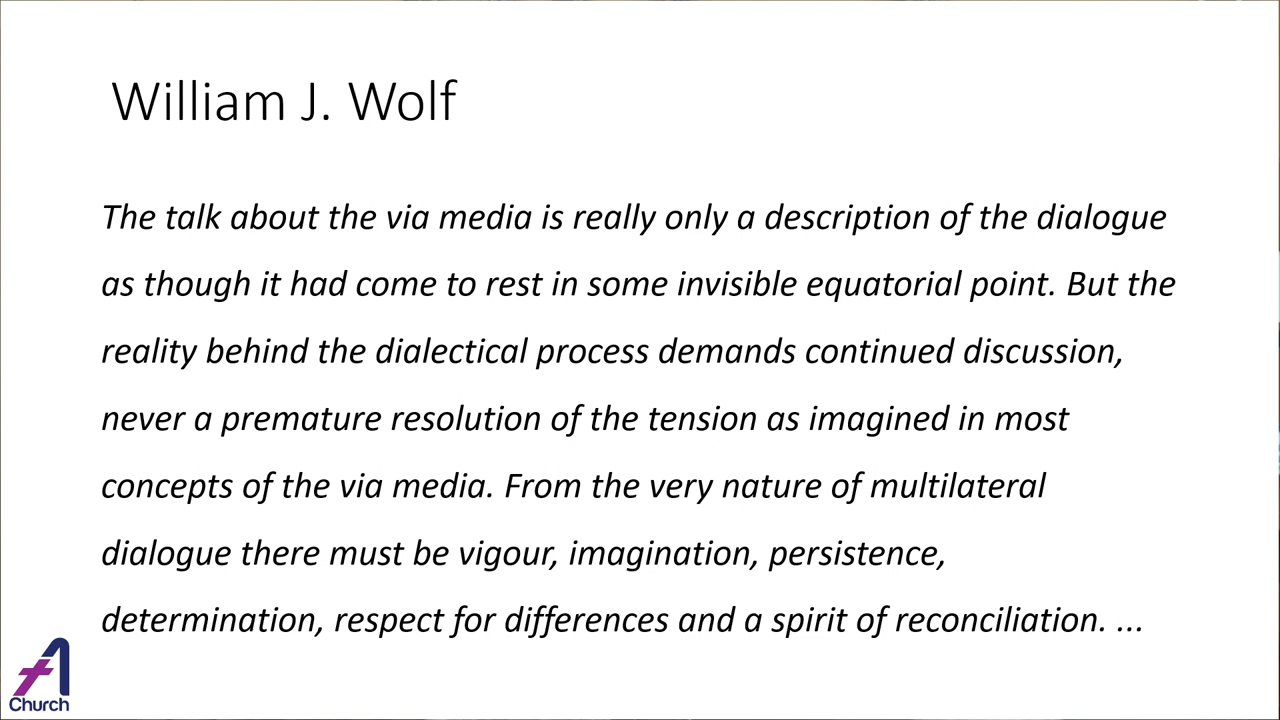 William J. Wolf
The talk about the via media is really only a description of the dialogue
as though it had come to rest in some invisible equatorial point. But the
reality behind the dialectical process demands continued discussion,
never a premature resolution of the tension as imagined in most
concepts of the via media. From the very nature of multilateral
dialogue there must be vigour, imagination, persistence,
determination, respect for differences and a spirit of reconciliation. ...
A
Church